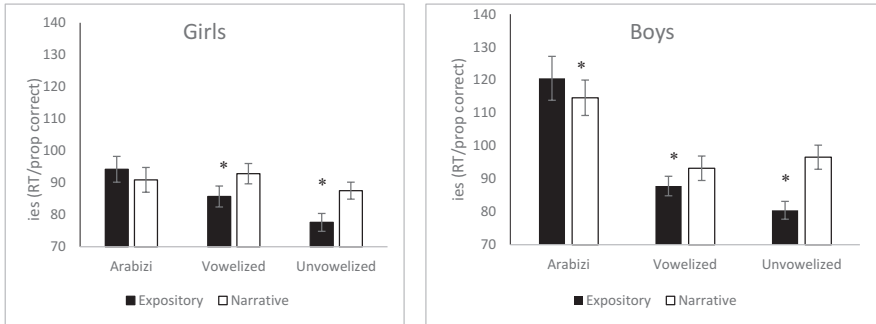 Girls
ies (RT/prop correct)
140
130
120
110
100
90
80
70
*
*
Arabizi Vowelized Unvowelized
Expository Narrative
Boys
ies (RT/prop correct)
140
130
120
110
100
90
80
70
*
*
*
Arabizi Vowelized Unvowelized
Expository Narrative